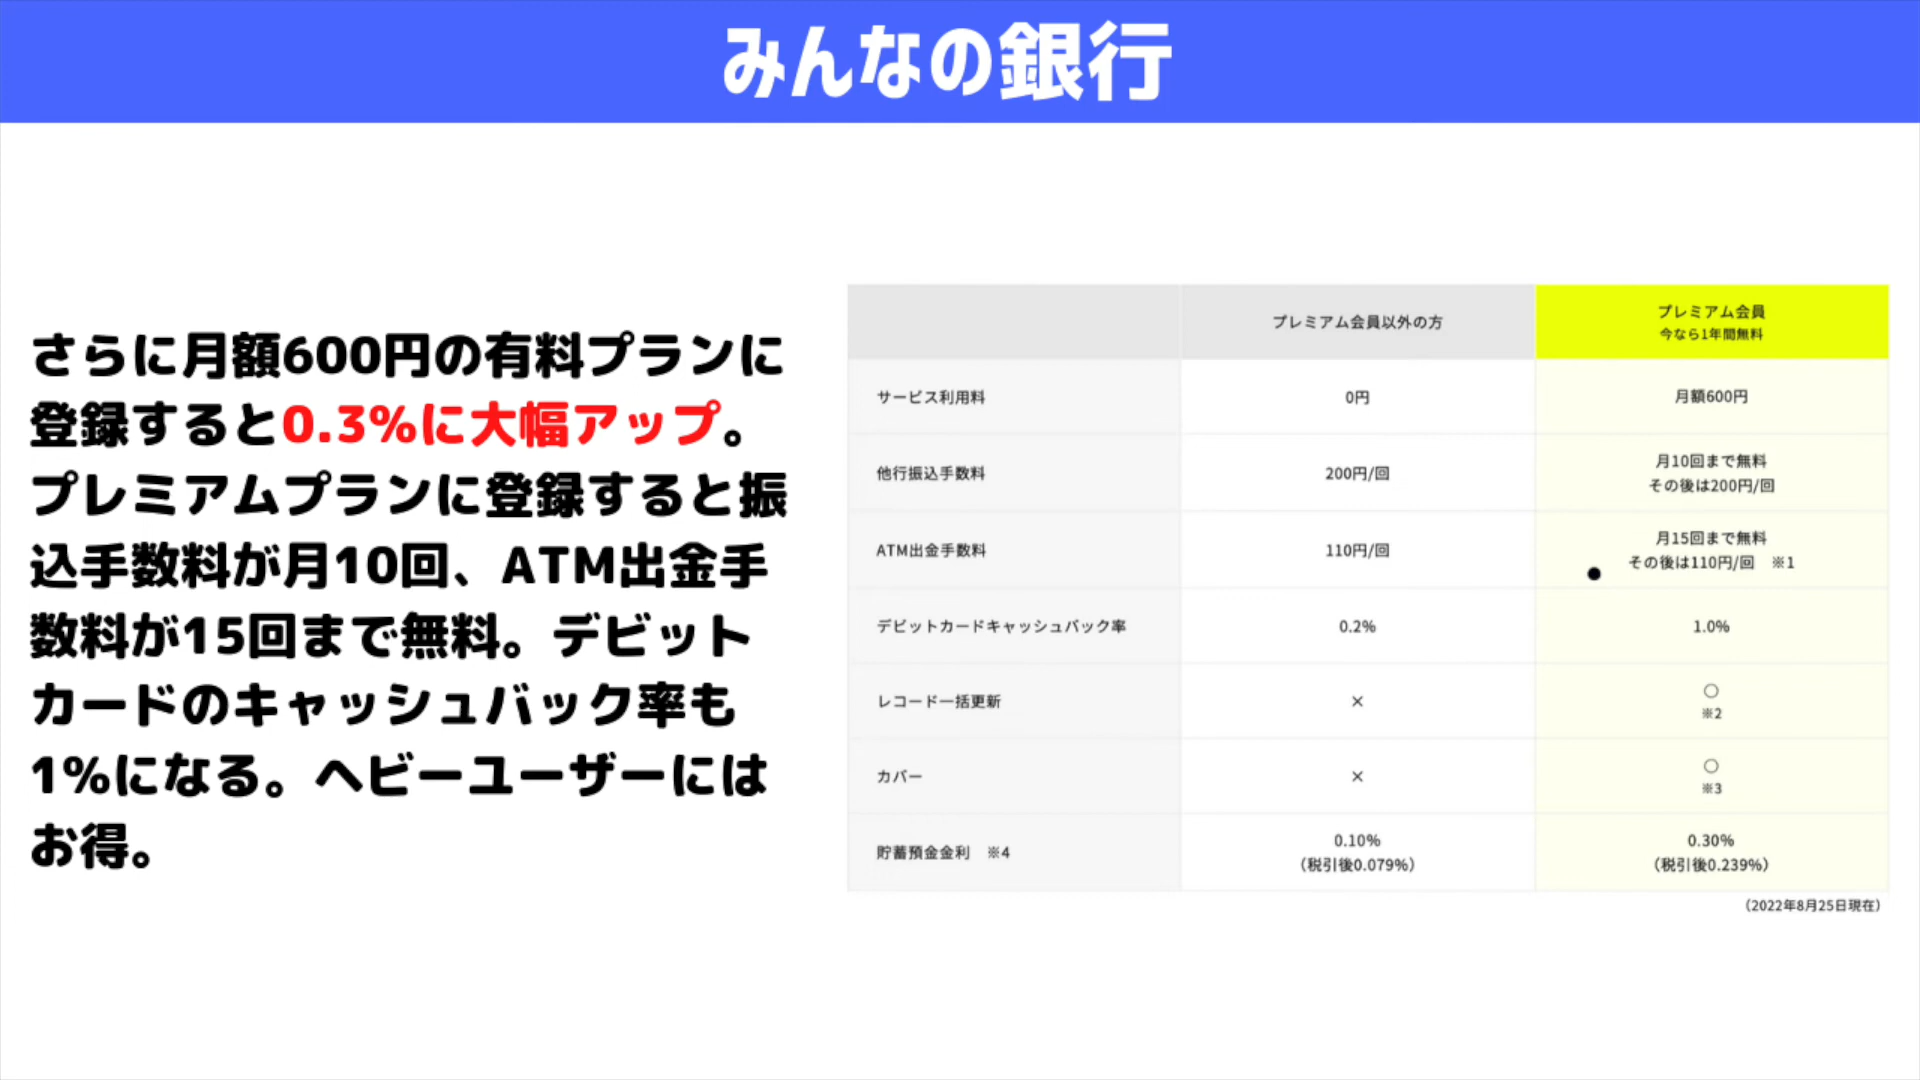 みんなの銀行
さらに月額600円の有料プランに
登録すると0.3%に大幅アップ。
プレミアムプランに登録すると振
込手数料が月10回、ATM出金手
数料が15回まで無料。デビット
カードのキャッシュバック率も
1%になる。ヘビーユーザーには
お得。
プレミアム会員以外の方
プレミアム会員
今なら1年間無料
サービス利用料
0円
月額600円
他行振込手数料
200円/回
月10回まで無料
その後は200円/回
ATM出金手数料
110円/回
月15回まで無料
その後は110円/回 ※1
デビットカードキャッシュバック率
0.2%
1.0%
レコード一括更新
×
○
※2
カバー
×
○
※3
貯蓄預金金利 ※4
0.10%
(税引後0.079%)
0.30%
(税引後0.239%)
(2022年8月25日現在)